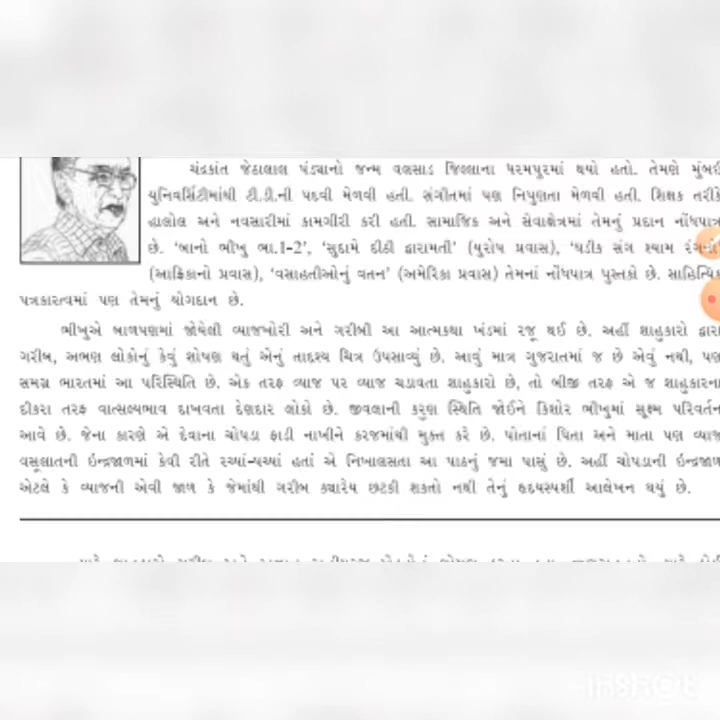 ચંદ્રકાંત જેઠાલાલ પંડ્યાનો જન્મ વલસાડ જિલ્લાના ધરમપુરમાં થયો હતો. તેમણે મુંબઈ
યુનિવર્સિટીમાંથી ટી.ડી.ની પદવી મેળવી હતી. સંગીતમાં પણ નિપુણતા મેળવી હતી. શિક્ષક તરીકે
હાલોલ અને નવસારીમાં કામગીરી કરી હતી. સામાજિક અને સેવાક્ષેત્રમાં તેમનું પ્રદાન નોંધપાત્ર
છે. ‘બાનો ભીખુ ભા.1-2’, ‘સુદામે દીઠી દ્વારામતી’ (યુરોપ પ્રવાસ), ‘ઘડીક સંગ શ્યામ રંગનો’
(આફ્રિકાનો પ્રવાસ), ‘વસાહતીઓનું વતન’ (અમેરિકા પ્રવાસ) તેમનાં નોંધપાત્ર પુસ્તકો છે. સાહિત્યિક
પત્રકારત્વમાં પણ તેમનું યોગદાન છે.
ભીખુએ બાળપણમાં જોયેલી વ્યાજખોરી અને ગરીબી આ આત્મકથા ખંડમાં રજૂ થઈ છે. અહીં શાહુકારો દ્વારા
ગરીબ, અભણ લોકોનું કેવું શોષણ થતું એનું તાદશ્ય ચિત્ર ઉપસાવ્યું છે. આવું માત્ર ગુજરાતમાં જ છે એવું નથી, પણ
સમગ્ર ભારતમાં આ પરિસ્થિતિ છે. એક તરફ વ્યાજ પર વ્યાજ ચડાવતા શાહુકારો છે, તો બીજી તરફ એ જ શાહુકારના
દીકરા તરફ વાત્સલ્યભાવ દાખવતા દેણદાર લોકો છે. જીવલાની કરુણ સ્થિતિ જોઈને કિશોર ભીખુમાં સૂક્ષ્મ પરિવર્તન
આવે છે. જેના કારણે એ દેવાના ચોપડા ફાડી નાખીને કરજમાંથી મુક્ત કરે છે. પોતાનાં પિતા અને માતા પણ વ્યાજ
વસૂલાતની ઇન્દ્રજાળમાં કેવી રીતે રચ્યાં-પચ્યાં હતાં એ નિખાલસતા આ પાઠનું જમા પાસું છે. અહીં ચોપડાની ઇન્દ્રજાળ
એટલે કે વ્યાજની એવી જાળ કે જેમાંથી ગરીબ ક્યારેય છટકી શકતો નથી તેનું હૃદયસ્પર્શી આલેખન થયું છે.
InShot